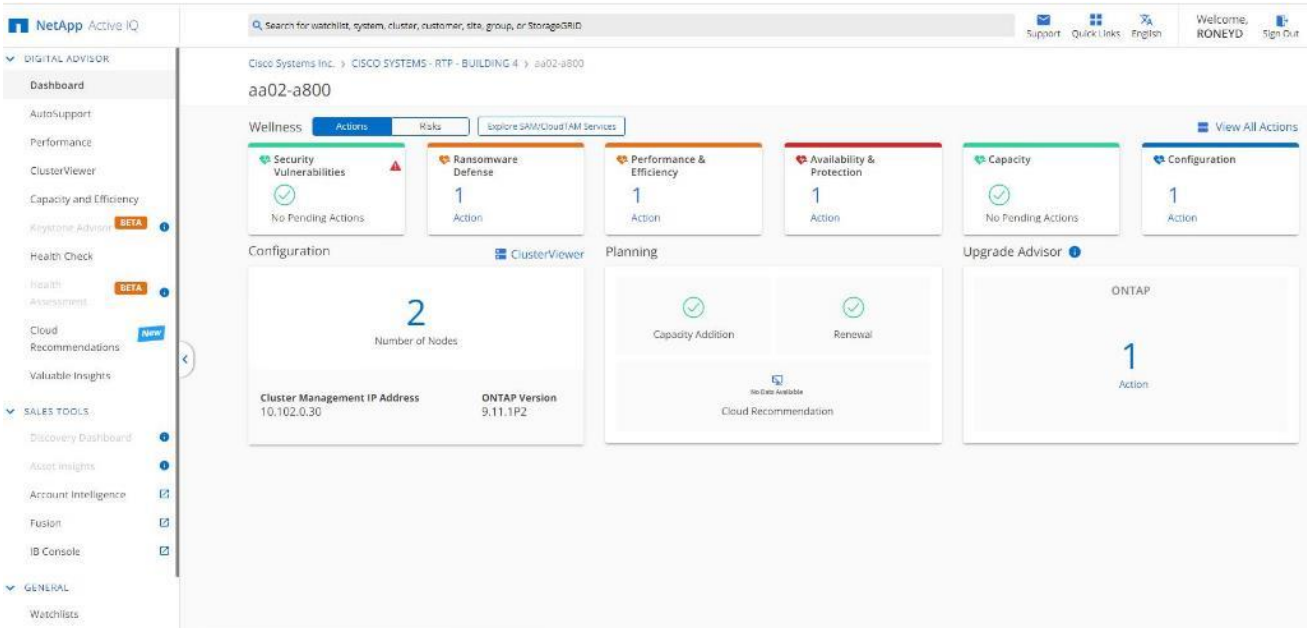 NetApp Active IQ
Search for watchlist, system, cluster, customer, site, group, or StorageGRID
Support
Quick Links
English
Welcome,
RONEYD
Sign Out
DIGITAL ADVISOR
Dashboard
AutoSupport
Performance
ClusterViewer
Capacity and Efficiency
Keystone Advisor BETA
Health Check
Health BETA
Assessment
Cloud New
Recommendations
Valuable Insights
SALES TOOLS
Discovery Dashboard
Asset Insights
Account Intelligence
Fusion
IB Console
GENERAL
Watchlists
Cisco Systems Inc. > CISCO SYSTEMS - RTP - BUILDING 4 > aa02-a800
aa02-a800
Wellness Actions Risks Explore SAM/CloudTAM Services View All Actions
Security
Vulnerabilities
No Pending Actions
Ransomware
Defense
1
Action
Performance &
Efficiency
1
Action
Availability &
Protection
1
Action
Capacity
No Pending Actions
Configuration
1
Action
Configuration ClusterViewer
2
Number of Nodes
Cluster Management IP Address
10.102.0.30
ONTAP Version
9.11.1P2
Planning
Capacity Addition
Renewal
No Data Available
Cloud Recommendation
Upgrade Advisor
ONTAP
1
Action